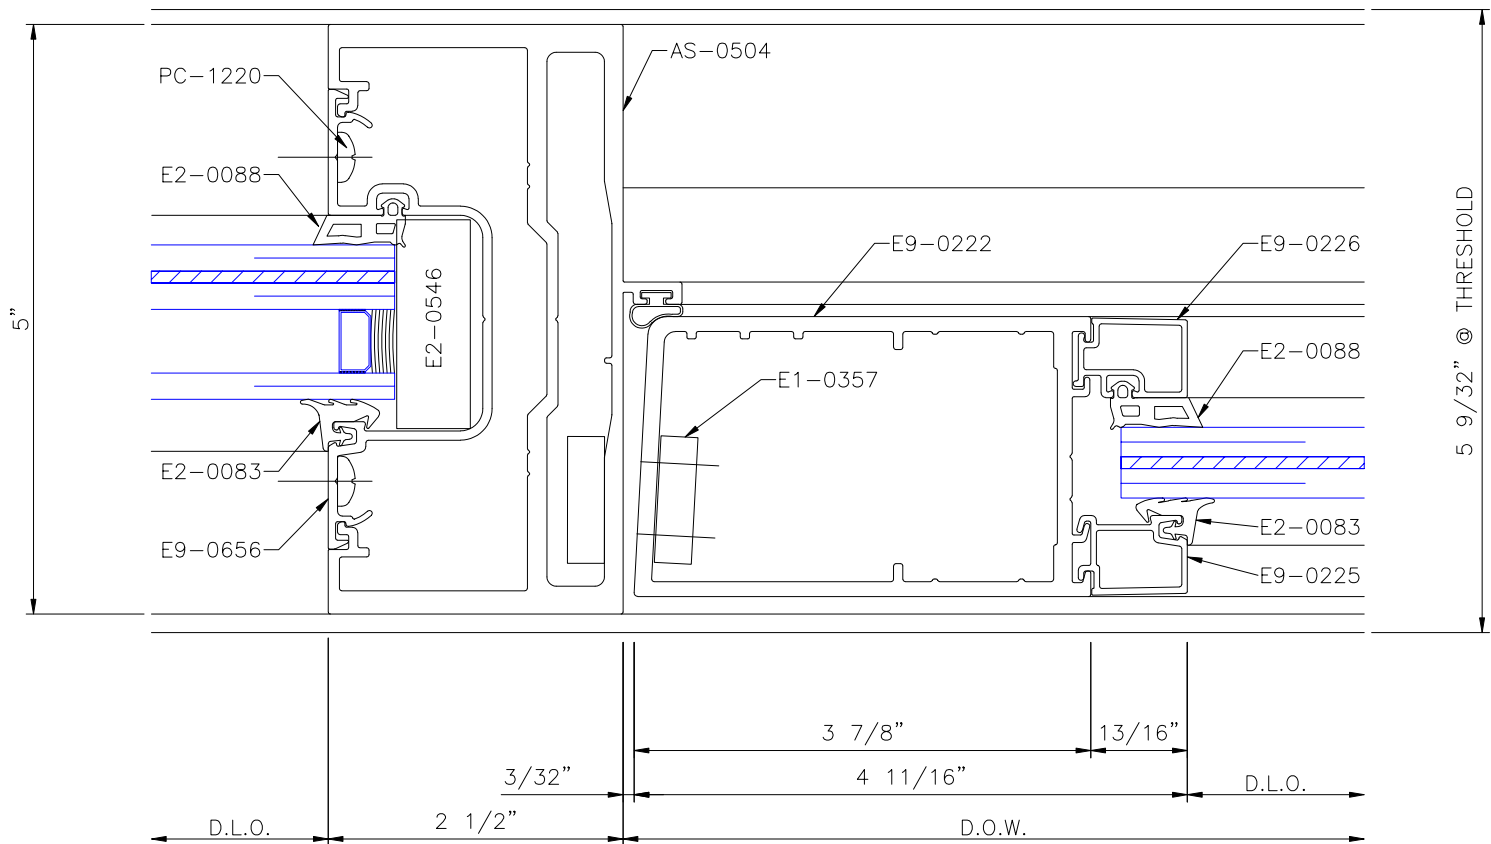 AS-0504
PC-1220
E2-0088
E9-0222
E9-0226
5"
E2-0546
5 9/32" @ THRESHOLD
E2-0088
E1-0357
E2-0083
E2-0083
E9-0656
E9-0225
3 7/8"
13/16"
3/32"
4 11/16"
D.L.O.
D.L.O.
2 1/2"
D.O.W.